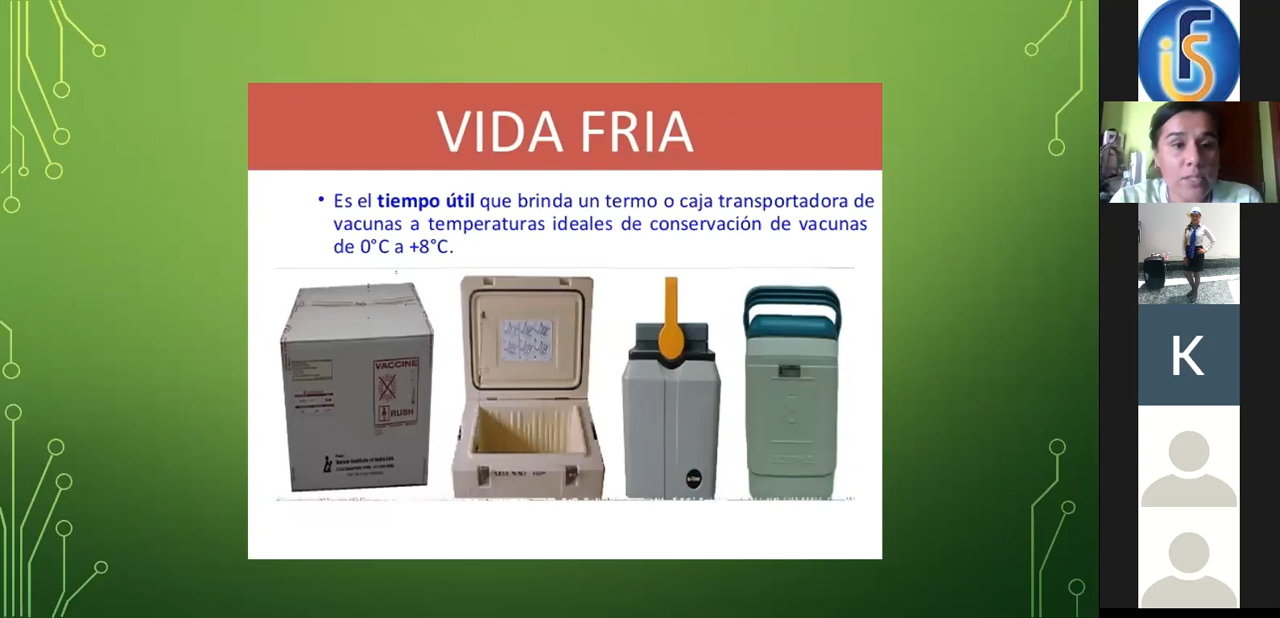 VIDA FRIA
• Es el tiempo útil que brinda un termo o caja transportadora de
vacunas a temperaturas ideales de conservación de vacunas
de 0°C a +8°C.
VACCINE
RUSH
K